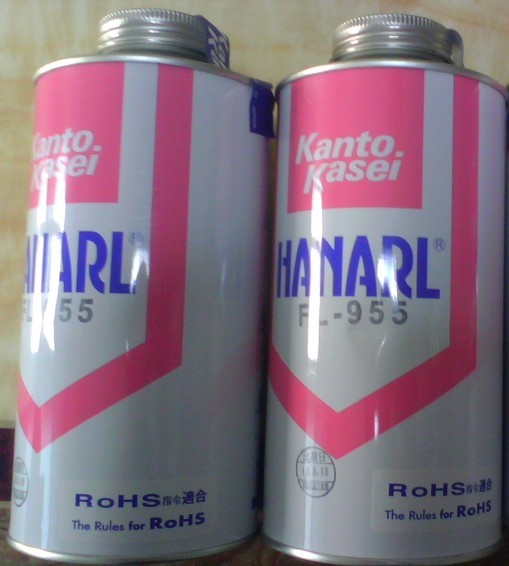 Kanto.
Kasei
HANARL®
FL-955
RoHS指令適合
The Rules for RoHS
Kanto.
Kasei
HANARL®
FL-955
RoHS指令適合
The Rules for RoHS